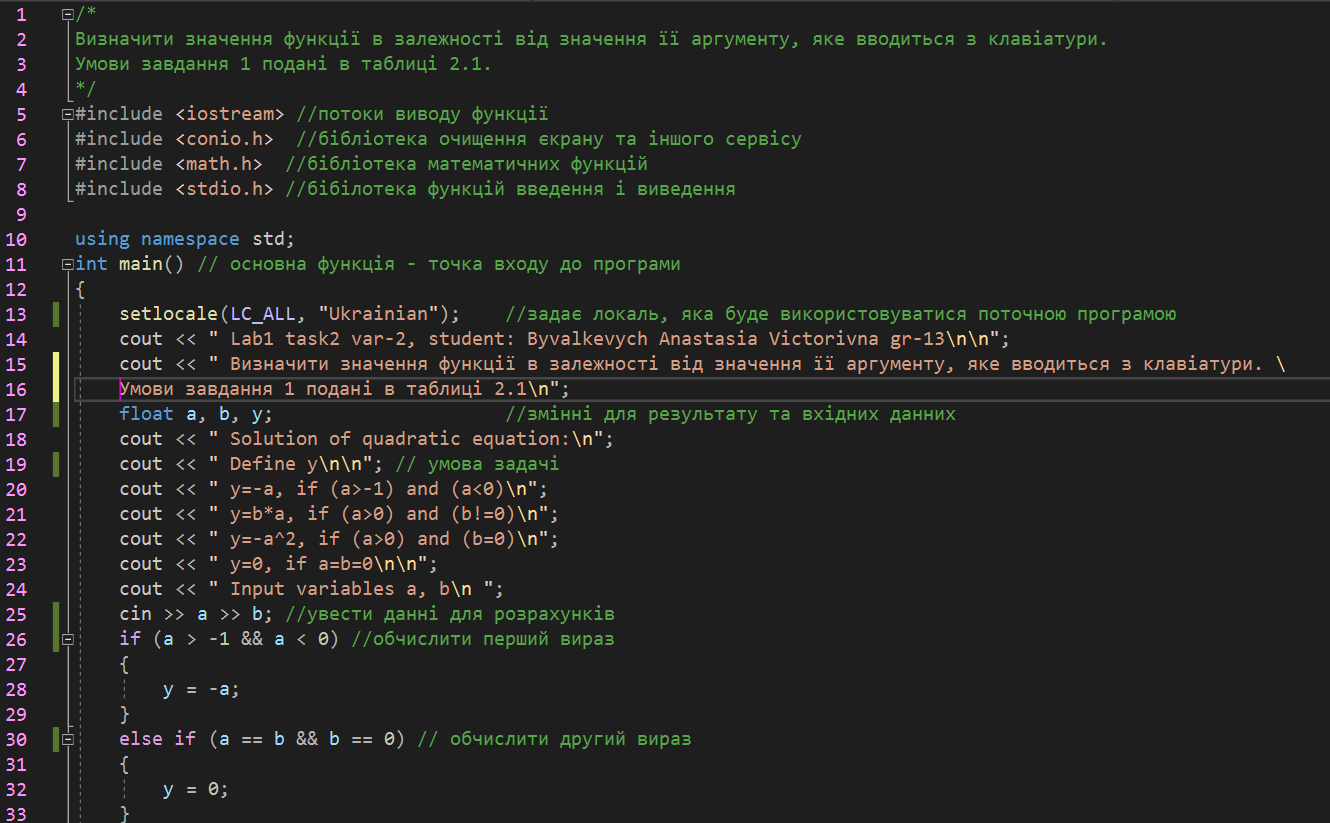 1 /*
2 Визначити значення функції в залежності від значення її аргументу, яке вводиться з клавіатури.
3 Умови завдання 1 подані в таблиці 2.1.
4 */
5 #include <iostream> //потоки виводу функції
6 #include <conio.h>  //бібліотека очищення єкрану та іншого сервісу
7 #include <math.h>  //бібліотека математичних функцій
8 #include <stdio.h> //бібілотека функцій введення і виведення
9
10 using namespace std;
11 int main() // основна функція - точка входу до програми
12 {
13     setlocale(LC_ALL, "Ukrainian");    //задає локаль, яка буде використовуватися поточною програмою
14     cout << " Lab1 task2 var-2, student: Byvalkevych Anastasia Victorivna gr-13\n\n";
15     cout << " Визначити значення функції в залежності від значення її аргументу, яке вводиться з клавіатури. \
16     Умови завдання 1 подані в таблиці 2.1\n";
17     float a, b, y;                     //змінні для результату та вхідних данних
18     cout << " Solution of quadratic equation:\n";
19     cout << " Define y\n\n"; // умова задачі
20     cout << " y=-a, if (a>-1) and (a<0)\n";
21     cout << " y=b*a, if (a>0) and (b!=0)\n";
22     cout << " y=-a^2, if (a>0) and (b=0)\n";
23     cout << " y=0, if a=b=0\n\n";
24     cout << " Input variables a, b\n ";
25     cin >> a >> b; //увести данні для розрахунків
26     if (a > -1 && a < 0) //обчислити перший вираз
27     {
28         y = -a;
29     }
30     else if (a == b && b == 0) // обчислити другий вираз
31     {
32         y = 0;
33     }